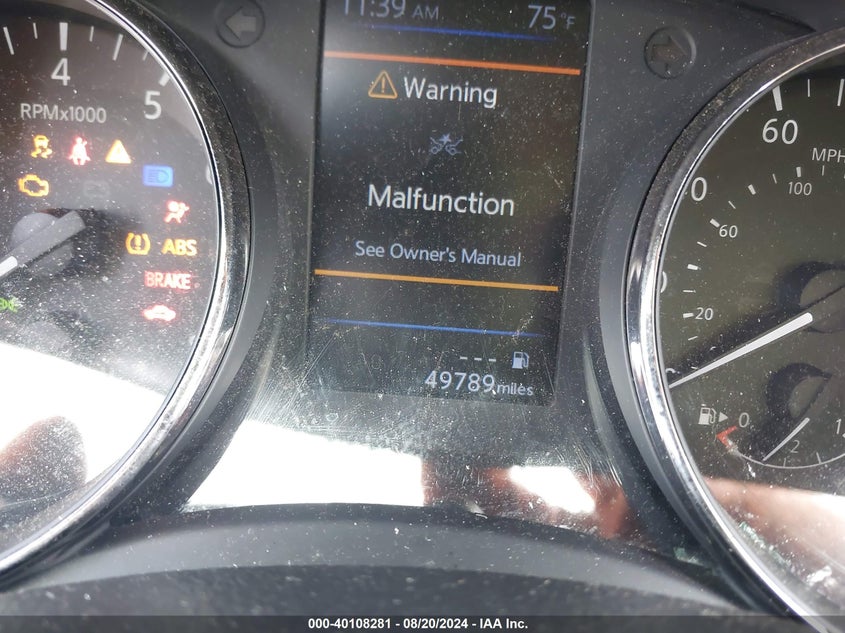 11:39 AM 75°F
4
5
RPMx1000
Warning
Malfunction
See Owner's Manual
ABS
BRAKE
---
49789 miles
60
MPH
100
60
20
0
2
000-40108281 - 08/20/2024 - IAA Inc.